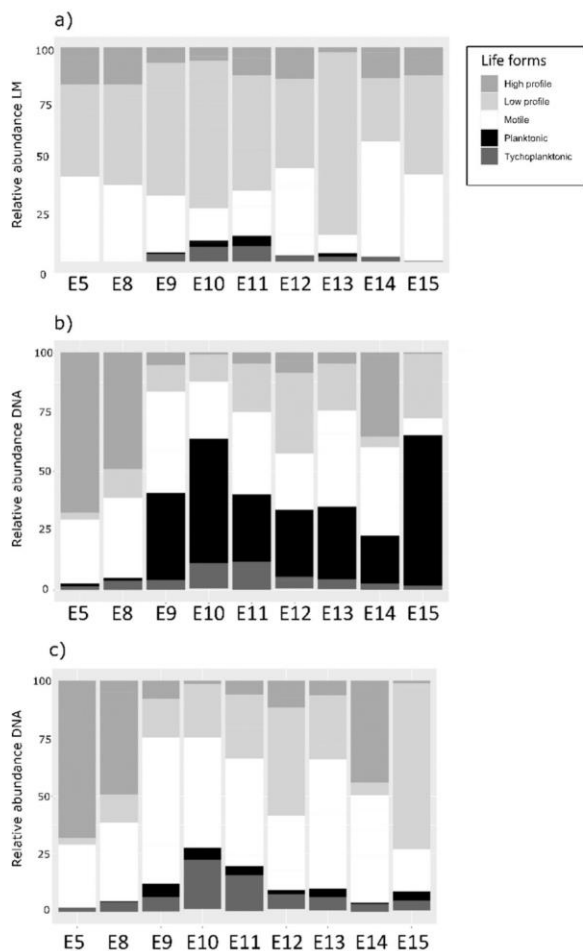 a)
Relative abundance LM
100
75
50
25
0
E5 E8 E9 E10 E11 E12 E13 E14 E15
Life forms
High profile
Low profile
Motile
Planktonic
Tychoplanktonic
b)
Relative abundance DNA
100
75
50
25
0
E5 E8 E9 E10 E11 E12 E13 E14 E15
c)
Relative abundance DNA
100
75
50
25
0
E5 E8 E9 E10 E11 E12 E13 E14 E15